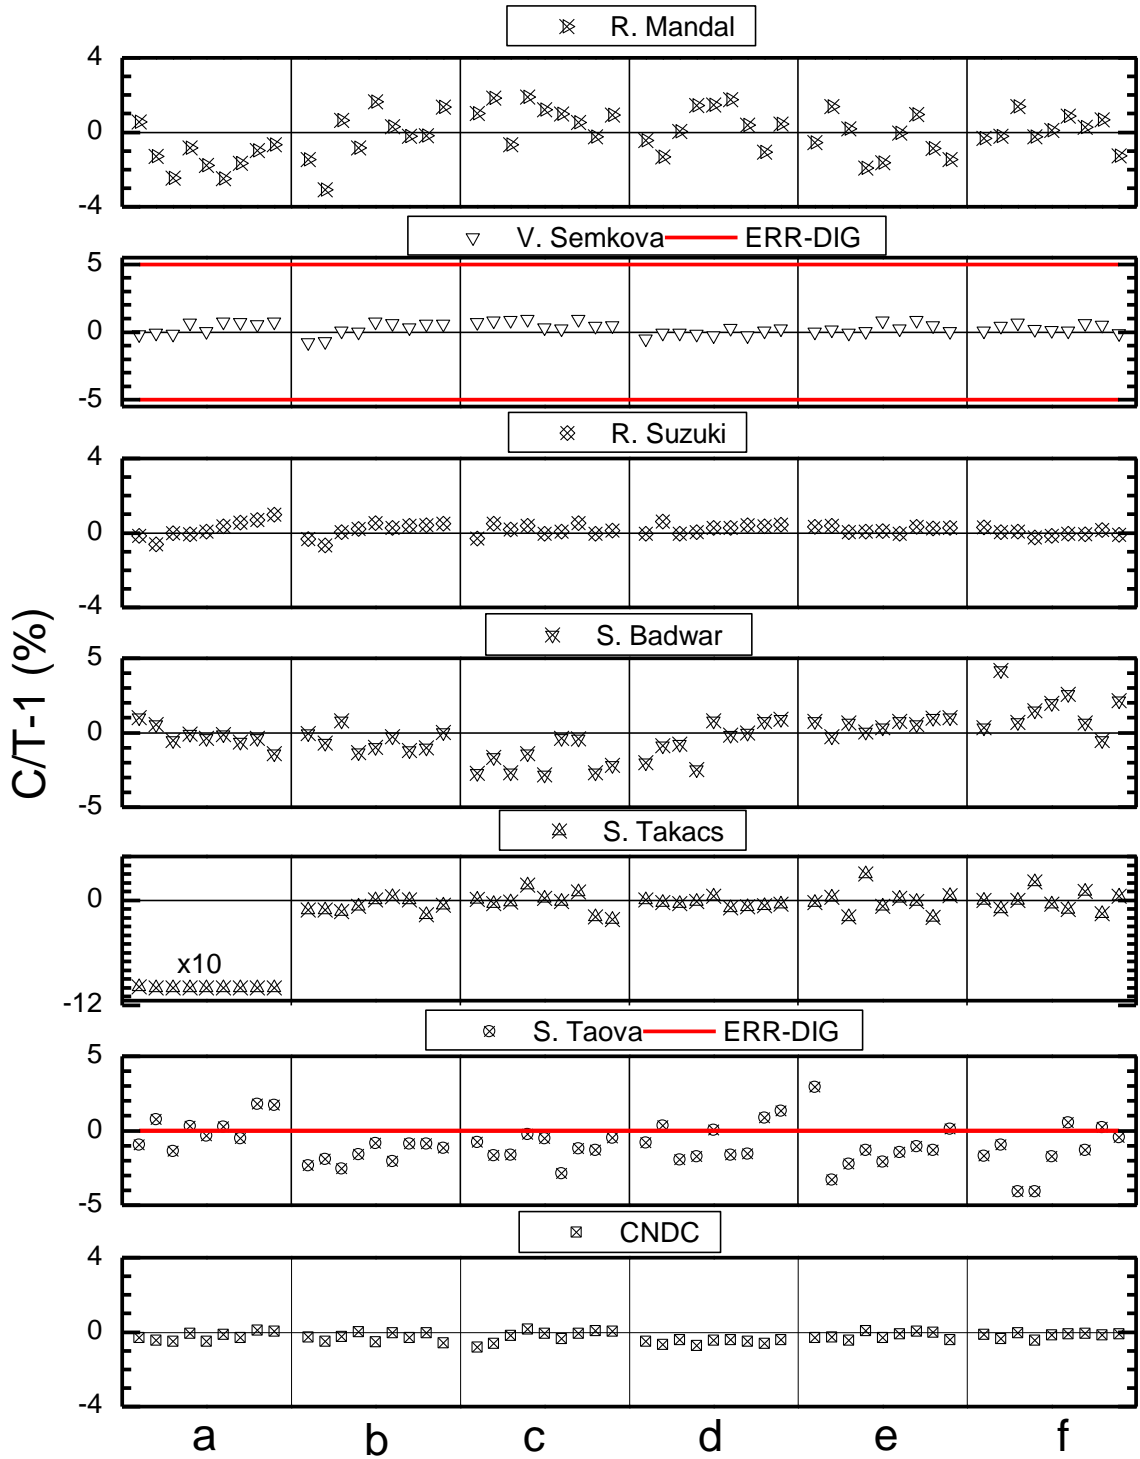 R. Mandal
4
0
-4
V. Semkova ERR-DIG
5
0
-5
R. Suzuki
4
0
-4
S. Badwar
5
0
-5
C/T-1 (%)
S. Takacs
0
x10
-12
S. Taova ERR-DIG
5
0
-5
CNDC
4
0
-4
a b c d e f